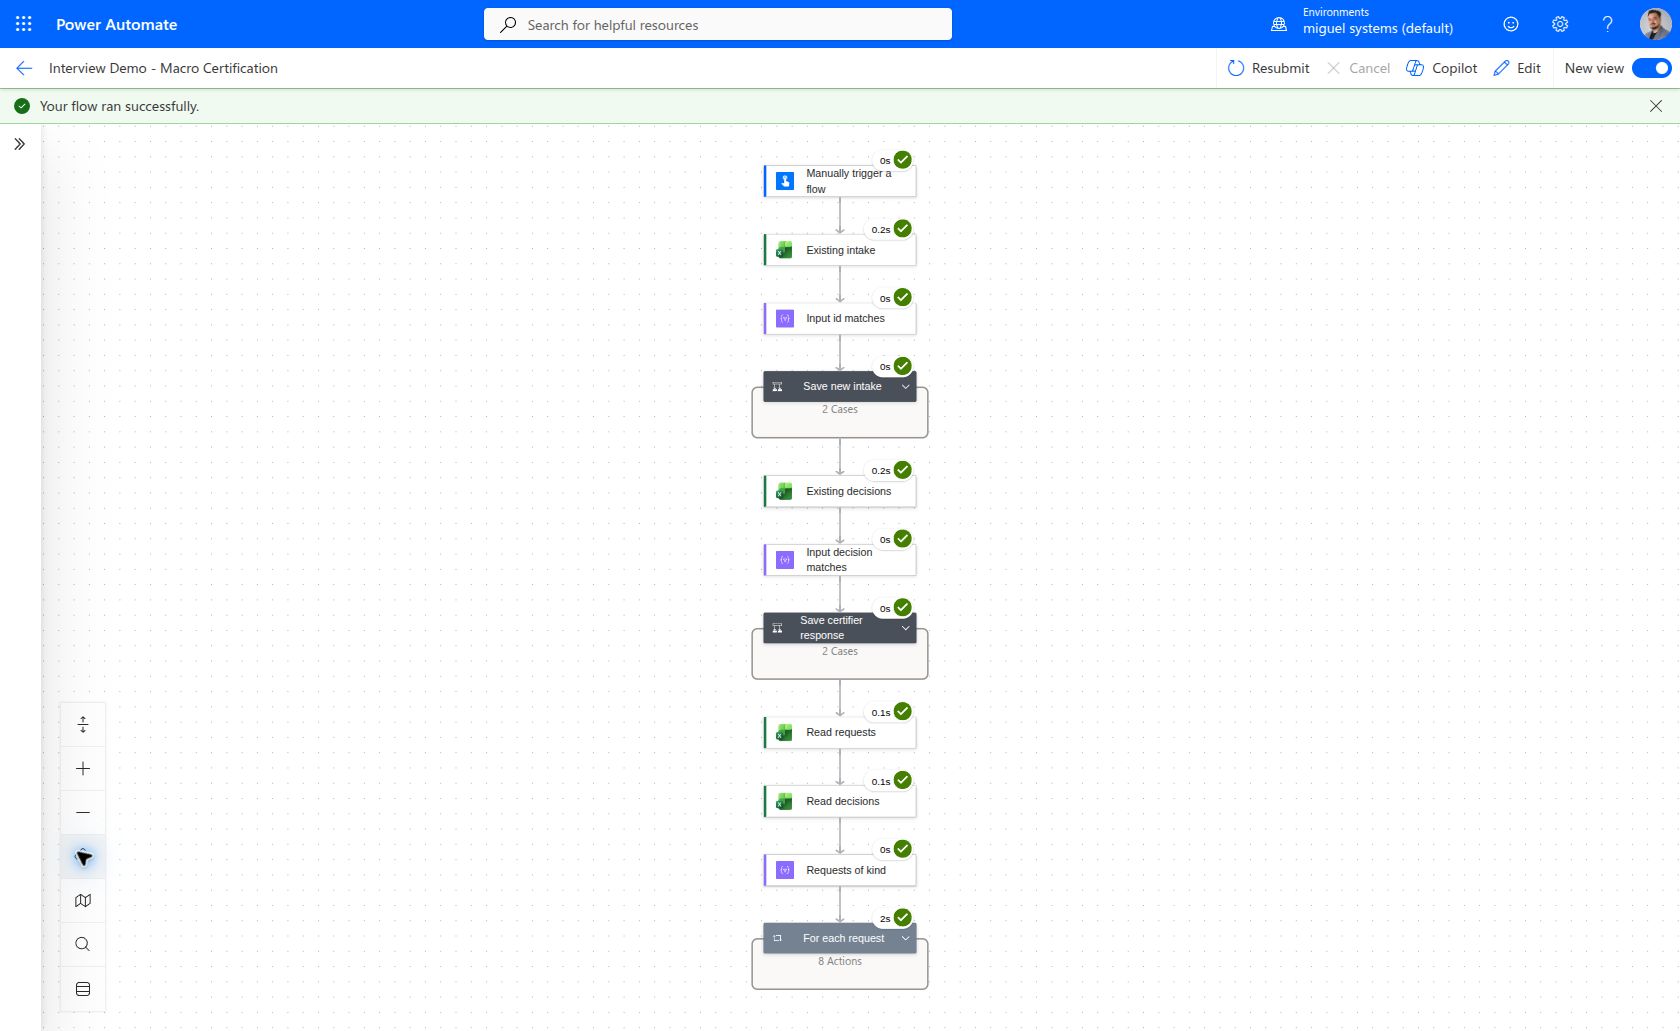 Power Automate
Search for helpful resources
Environments
miguel systems (default)
Interview Demo - Macro Certification
Resubmit
Cancel
Copilot
Edit
New view
Your flow ran successfully.
0s
Manually trigger a
flow
0.2s
Existing intake
0s
Input id matches
0s
Save new intake
2 Cases
0.2s
Existing decisions
0s
Input decision
matches
0s
Save certifier
response
2 Cases
0.1s
Read requests
0.1s
Read decisions
0s
Requests of kind
2s
For each request
8 Actions